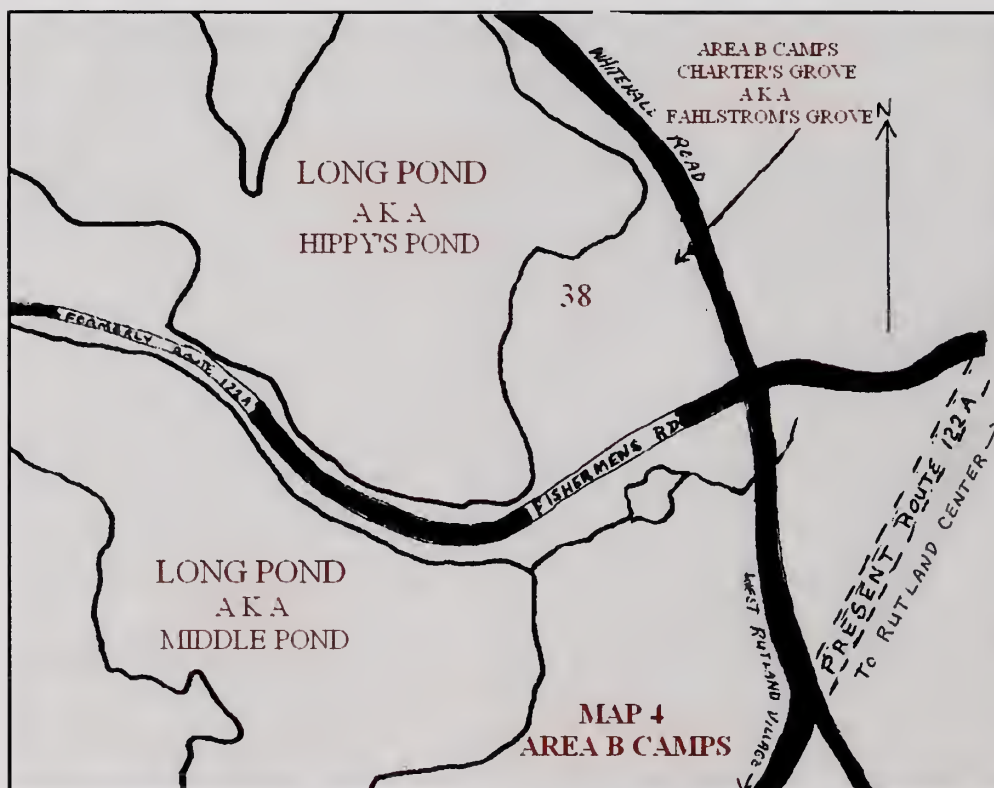 WHITEHALL ROAD
AREA B CAMPS
CHARTER'S GROVE
A K A
FAHLSTROM'S GROVE
N
LONG POND
A K A
HIPPY'S POND
38
FORMERLY ROUTE 122A
FISHERMENS RD
PRESENT ROUTE 122A
TO RUTLAND CENTER
LONG POND
A K A
MIDDLE POND
WEST RUTLAND VILLAGE
MAP 4
AREA B CAMPS